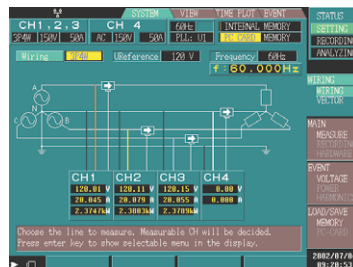 SYSTEM VIEW TIME PLOT EVENT
CH1,2,3 CH 4 60Hz INTERNAL MEMORY
3P4W 150V 50A AC 150V 50A PLL: U1 PC CARD MEMORY
Wiring 3P4W UReference 120 V Frequency 60Hz
f:60.000Hz
A
C B
CH1 CH2 CH3 CH4
120.01 V 120.11 V 120.15 V 0.00 V
20.045 A 20.079 A 20.055 A 0.000 A
2.3747kW 2.3803kW 2.3789kW
Choose the line to measure. Measurable CH will be decided.
Press enter key to show selectable menu in the display.
STATUS
SETTING
RECORDING
ANALYZING
WIRING
WIRING
VECTOR
MAIN
MEASURE
RECORDING
HARDWARE
EVENT
VOLTAGE
POWER
HARMONIC
LOAD/SAVE
MEMORY
PC-CARD
09:20:53